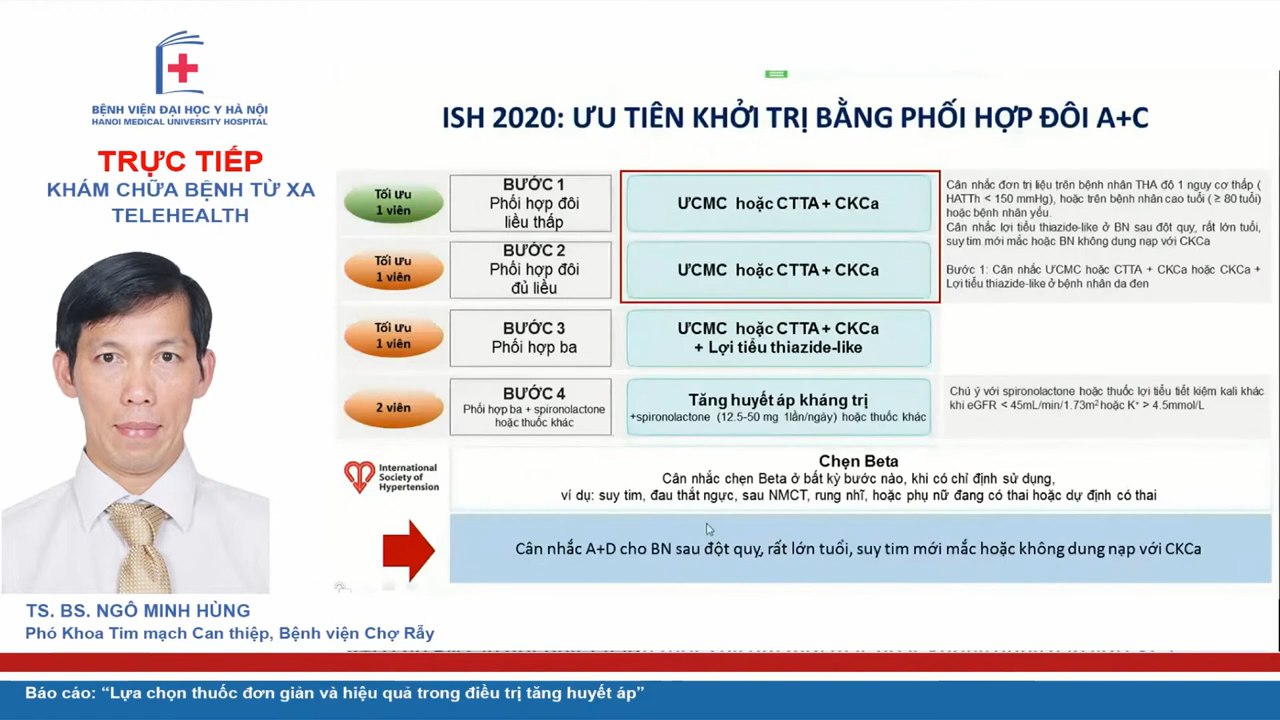 BỆNH VIỆN ĐẠI HỌC Y HÀ NỘI
HANOI MEDICAL UNIVERSITY HOSPITAL
TRỰC TIẾP
KHÁM CHỮA BỆNH TỪ XA
TELEHEALTH
ISH 2020: ƯU TIÊN KHỞI TRỊ BẰNG PHỐI HỢP ĐÔI A+C
Tối ưu
1 viên
BƯỚC 1
Phối hợp đôi
liều thấp
ƯCMC hoặc CTTA + CKCa
Cân nhắc đơn trị liệu trên bệnh nhân THA độ 1 nguy cơ thấp (
HATTh < 150 mmHg), hoặc trên bệnh nhân cao tuổi ( ≥ 80 tuổi)
hoặc bệnh nhân yếu.
Cân nhắc lợi tiểu thiazide-like ở BN sau đột quỵ, rất lớn tuổi,
suy tim mới mắc hoặc BN không dung nạp với CKCa
Tối ưu
1 viên
BƯỚC 2
Phối hợp đôi
đủ liều
ƯCMC hoặc CTTA + CKCa
Bước 1: Cân nhắc ƯCMC hoặc CTTA + CKCa hoặc CKCa +
Lợi tiểu thiazide-like ở bệnh nhân da đen
Tối ưu
1 viên
BƯỚC 3
Phối hợp ba
ƯCMC hoặc CTTA + CKCa
+ Lợi tiểu thiazide-like
2 viên
BƯỚC 4
Phối hợp ba + spironolactone
hoặc thuốc khác
Tăng huyết áp kháng trị
+spironolactone (12.5-50 mg 1lần/ngày) hoặc thuốc khác
Chú ý với spironolactone hoặc thuốc lợi tiểu tiết kiệm kali khác
khi eGFR < 45mL/min/1.73m² hoặc K⁺ > 4.5mmol/L
International
Society of
Hypertension
Chẹn Beta
Cân nhắc chẹn Beta ở bất kỳ bước nào, khi có chỉ định sử dụng,
ví dụ: suy tim, đau thắt ngực, sau NMCT, rung nhĩ, hoặc phụ nữ đang có thai hoặc dự định có thai
Cân nhắc A+D cho BN sau đột quỵ, rất lớn tuổi, suy tim mới mắc hoặc không dung nạp với CKCa
TS. BS. NGÔ MINH HÙNG
Phó Khoa Tim mạch Can thiệp, Bệnh viện Chợ Rẫy
Báo cáo: “Lựa chọn thuốc đơn giản và hiệu quả trong điều trị tăng huyết áp”